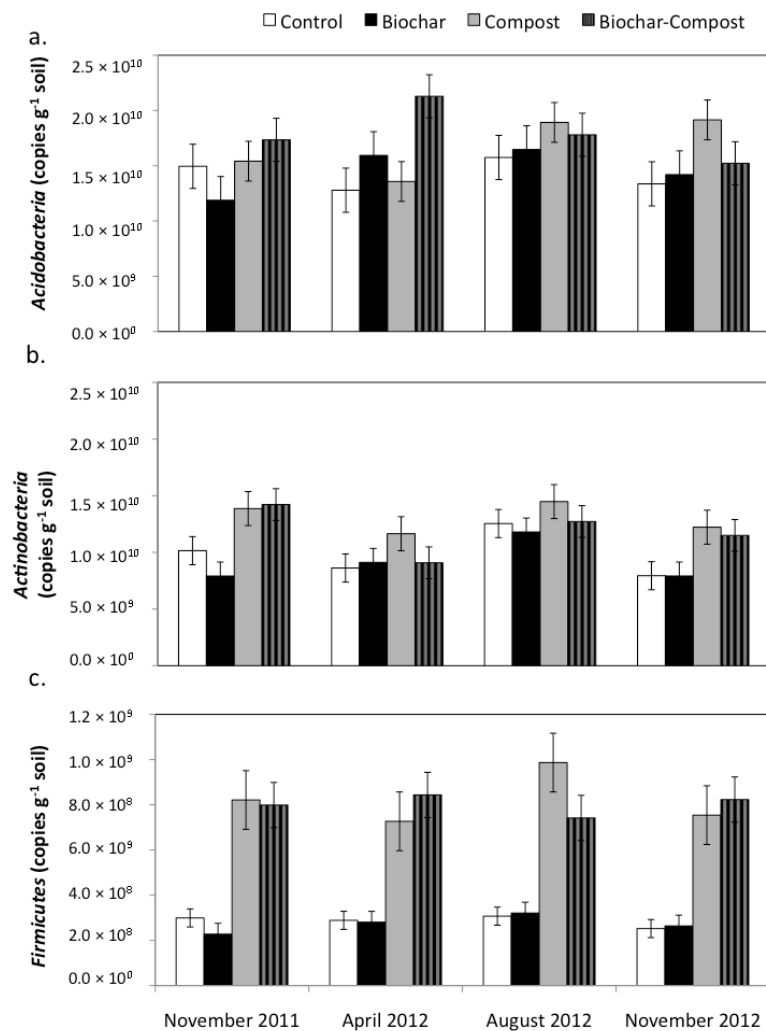 Control Biochar Compost Biochar-Compost
a.
2.5 × 10¹⁰
2.0 × 10¹⁰
1.5 × 10¹⁰
1.0 × 10¹⁰
5.0 × 10⁹
0.0 × 10⁰
Acidobacteria (copies g⁻¹ soil)
b.
2.5 × 10¹⁰
2.0 × 10¹⁰
1.5 × 10¹⁰
1.0 × 10¹⁰
5.0 × 10⁹
0.0 × 10⁰
Actinobacteria
(copies g⁻¹ soil)
c.
1.2 × 10⁹
1.0 × 10⁹
8.0 × 10⁸
6.0 × 10⁹
4.0 × 10⁸
2.0 × 10⁸
0.0 × 10⁰
Firmicutes (copies g⁻¹ soil)
November 2011 April 2012 August 2012 November 2012